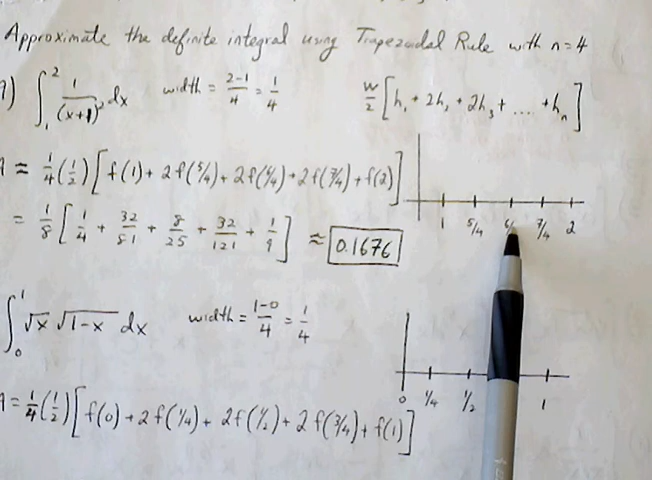 Approximate the definite integral using Trapezoidal Rule with n=4
∫₁² 1/(x+1)² dx width = 2-1/4 = 1/4 w/2 [h₁ + 2h₂ + 2h₃ + .... + hₙ]
A ≈ 1/4(1/2) [f(1) + 2f(5/4) + 2f(6/4) + 2f(7/4) + f(2)]
1 5/4 6/4 7/4 2
= 1/8 [1/4 + 32/81 + 8/25 + 32/121 + 1/9] ≈ 0.1676
∫₀¹ √x √1-x dx width = 1-0/4 = 1/4
0 1/4 1/2 1
A = 1/4(1/2) [f(0) + 2f(1/4) + 2f(1/2) + 2f(3/4) + f(1)]